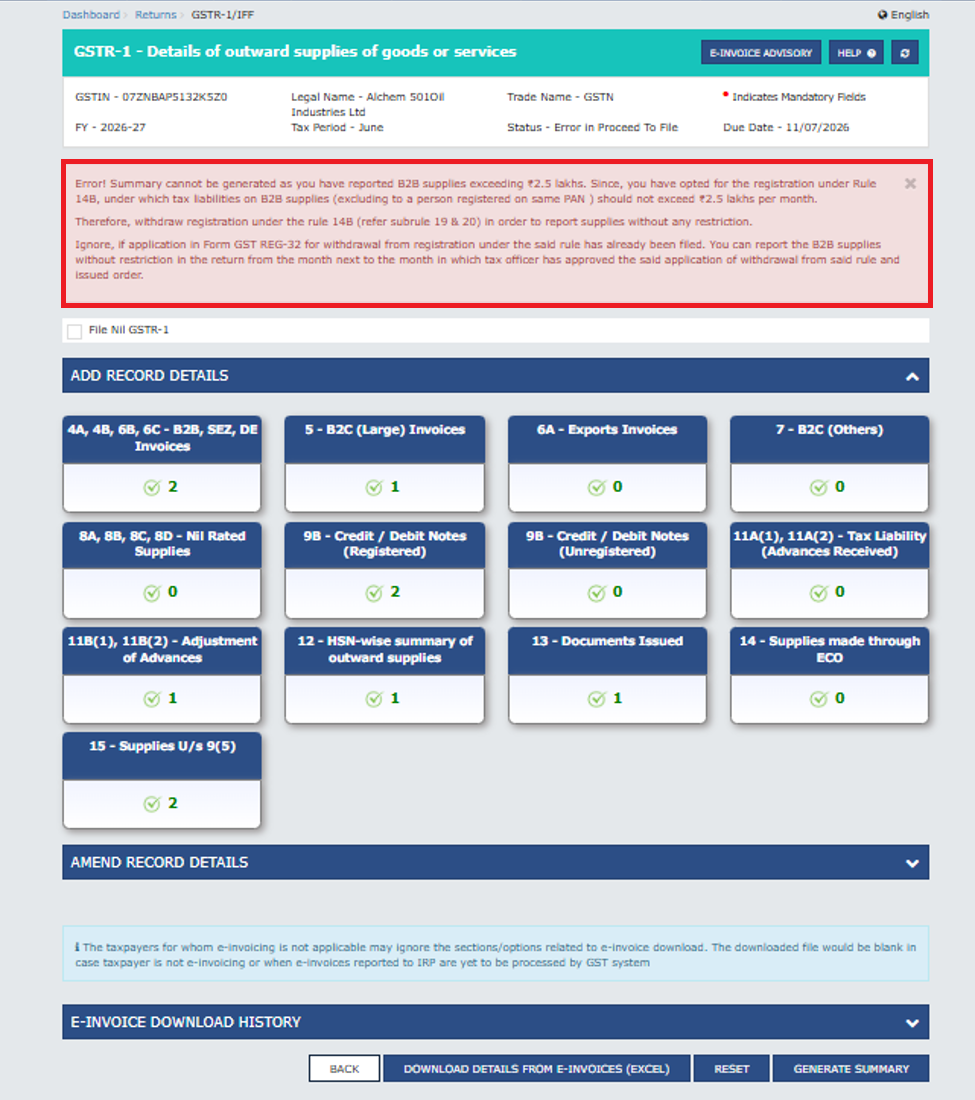 Dashboard › Returns › GSTR-1/IFF
English
GSTR-1 - Details of outward supplies of goods or services
E-INVOICE ADVISORY
HELP
GSTIN - 07ZNBAP5132K5Z0
Legal Name - Alchem 501Oil
Industries Ltd
Trade Name - GSTN
• Indicates Mandatory Fields
FY - 2026-27
Tax Period - June
Status - Error in Proceed To File
Due Date - 11/07/2026
Error! Summary cannot be generated as you have reported B2B supplies exceeding ₹2.5 lakhs. Since, you have opted for the registration under Rule
14B, under which tax liabilities on B2B supplies (excluding to a person registered on same PAN ) should not exceed ₹2.5 lakhs per month.
Therefore, withdraw registration under the rule 14B (refer subrule 19 & 20) in order to report supplies without any restriction.
Ignore, if application in Form GST REG-32 for withdrawal from registration under the said rule has already been filed. You can report the B2B supplies
without restriction in the return from the month next to the month in which tax officer has approved the said application of withdrawal from said rule and
issued order.
File Nil GSTR-1
ADD RECORD DETAILS
4A, 4B, 6B, 6C - B2B, SEZ, DE
Invoices
2
5 - B2C (Large) Invoices
1
6A - Exports Invoices
0
7 - B2C (Others)
0
8A, 8B, 8C, 8D - Nil Rated
Supplies
0
9B - Credit / Debit Notes
(Registered)
2
9B - Credit / Debit Notes
(Unregistered)
0
11A(1), 11A(2) - Tax Liability
(Advances Received)
0
11B(1), 11B(2) - Adjustment
of Advances
1
12 - HSN-wise summary of
outward supplies
1
13 - Documents Issued
1
14 - Supplies made through
ECO
0
15 - Supplies U/s 9(5)
2
AMEND RECORD DETAILS
The taxpayers for whom e-invoicing is not applicable may ignore the sections/options related to e-invoice download. The downloaded file would be blank in
case taxpayer is not e-invoicing or when e-invoices reported to IRP are yet to be processed by GST system
E-INVOICE DOWNLOAD HISTORY
BACK
DOWNLOAD DETAILS FROM E-INVOICES (EXCEL)
RESET
GENERATE SUMMARY